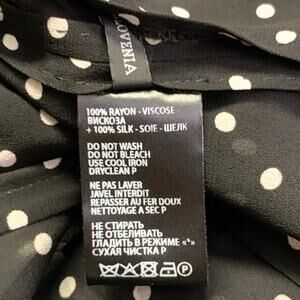 OVENIA
100% RAYON - VISCOSE
ВИСКОЗА
+ 100% SILK - SOIE - ШЕЛК
DO NOT WASH
DO NOT BLEACH
USE COOL IRON
DRYCLEAN P
NE PAS LAVER
JAVEL INTERDIT
REPASSER AU FER DOUX
NETTOYAGE A SEC P
НЕ СТИРАТЬ
НЕ ОТБЕЛИВАТЬ
ГЛАДИТЬ В РЕЖИМЕ «*»
СУХАЯ ЧИСТКА P